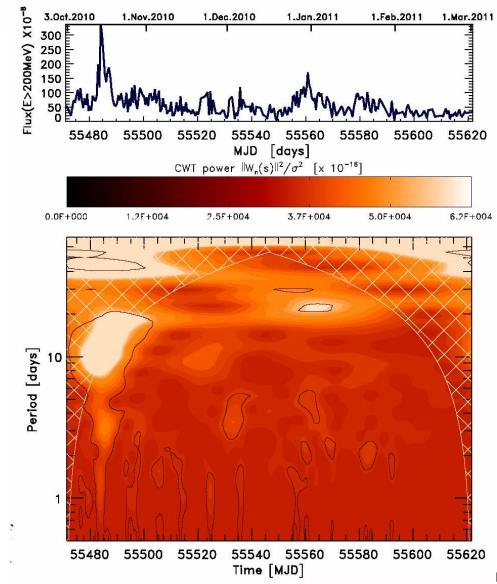 3.Oct.2010 1.Nov.2010 1.Dec.2010 1.Jan.2011 1.Feb.2011 1.Mar.2011
Flux(E>200MeV) X10⁻⁸
300
250
200
150
100
50
0
55480 55500 55520 55540 55560 55580 55600 55620
MJD [days]
CWT power ||Wₙ(s)||²/σ² [x 10⁻¹⁶]
0.0E+000 1.2E+004 2.5E+004 3.7E+004 5.0E+004 6.2E+004
Period [days]
10
1
55480 55500 55520 55540 55560 55580 55600 55620
Time [MJD]